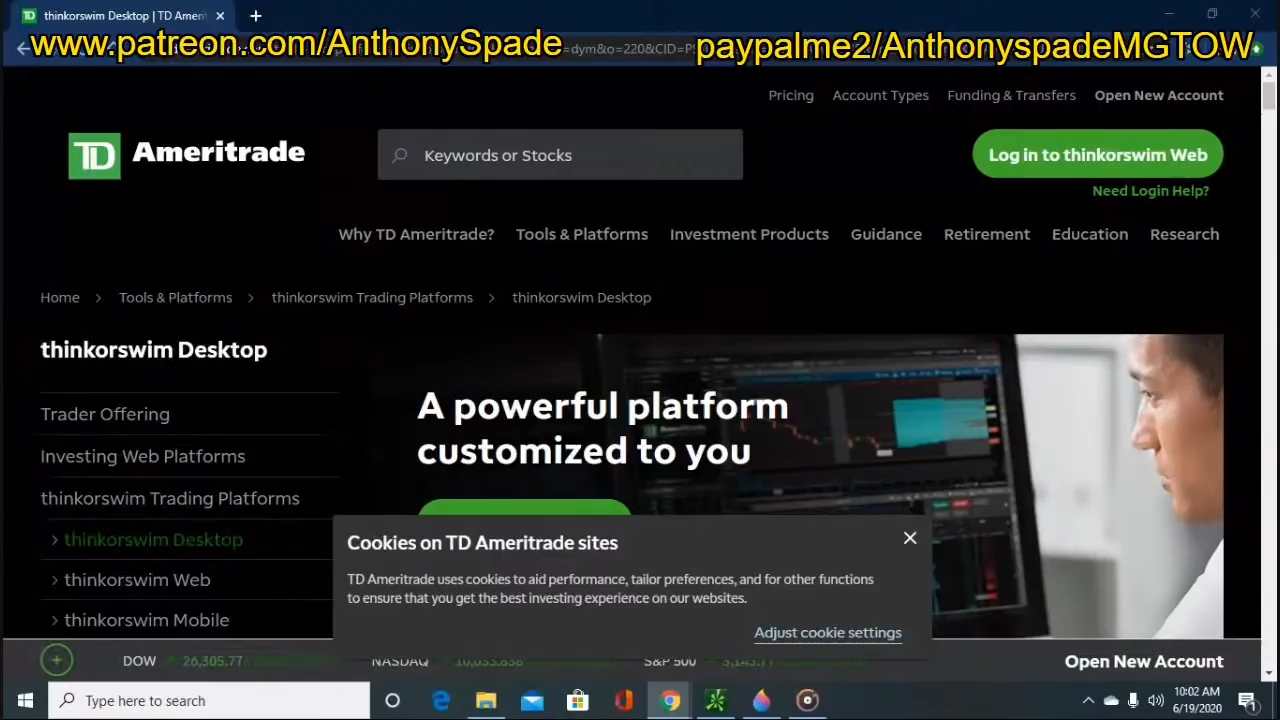 thinkorswim Desktop | TD Amerit
www.patreon.com/AnthonySpade
=dym&o=220&CID=PS
paypalme2/AnthonyspadeMGTOW
Pricing Account Types Funding & Transfers Open New Account
TD Ameritrade
Keywords or Stocks
Log in to thinkorswim Web
Need Login Help?
Why TD Ameritrade? Tools & Platforms Investment Products Guidance Retirement Education Research
Home > Tools & Platforms > thinkorswim Trading Platforms > thinkorswim Desktop
thinkorswim Desktop
Trader Offering
Investing Web Platforms
thinkorswim Trading Platforms
> thinkorswim Desktop
> thinkorswim Web
> thinkorswim Mobile
A powerful platform
customized to you
Cookies on TD Ameritrade sites
TD Ameritrade uses cookies to aid performance, tailor preferences, and for other functions
to ensure that you get the best investing experience on our websites.
Adjust cookie settings
DOW 26,305.77 NASDAQ S&P 500 Open New Account
Type here to search
10:02 AM
6/19/2020
1